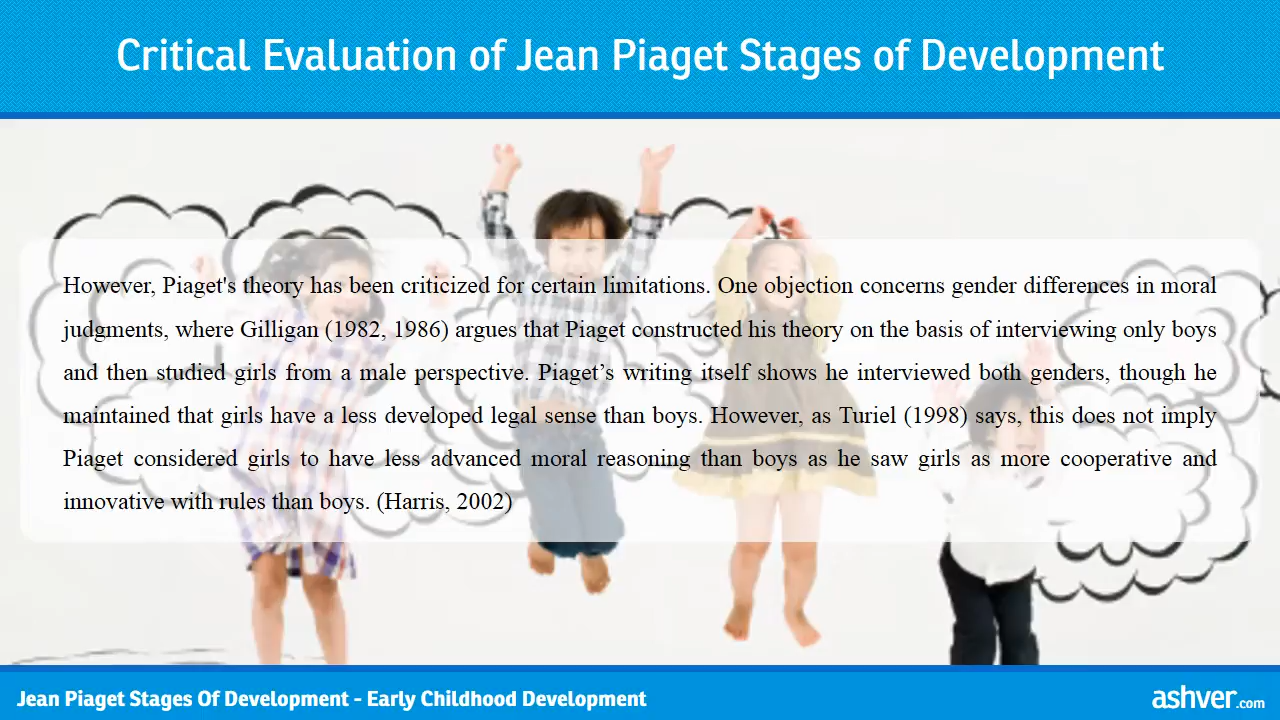 Critical Evaluation of Jean Piaget Stages of Development
However, Piaget's theory has been criticized for certain limitations. One objection concerns gender differences in moral
judgments, where Gilligan (1982, 1986) argues that Piaget constructed his theory on the basis of interviewing only boys
and then studied girls from a male perspective. Piaget’s writing itself shows he interviewed both genders, though he
maintained that girls have a less developed legal sense than boys. However, as Turiel (1998) says, this does not imply
Piaget considered girls to have less advanced moral reasoning than boys as he saw girls as more cooperative and
innovative with rules than boys. (Harris, 2002)
Jean Piaget Stages Of Development - Early Childhood Development
ashver.com